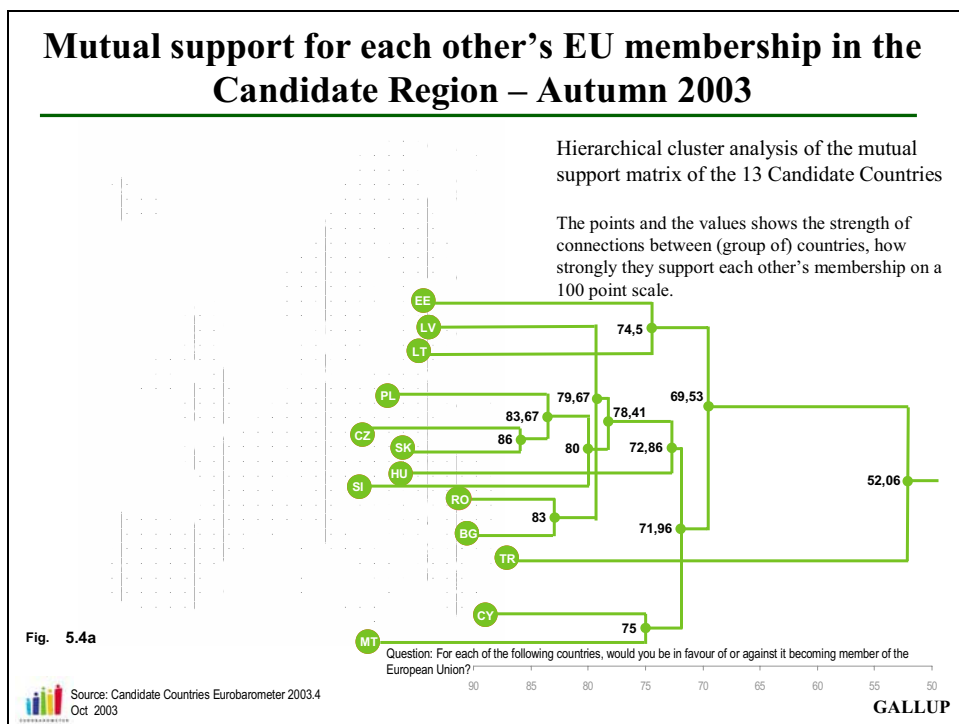 Mutual support for each other’s EU membership in the
Candidate Region – Autumn 2003
Hierarchical cluster analysis of the mutual
support matrix of the 13 Candidate Countries
The points and the values shows the strength of
connections between (group of) countries, how
strongly they support each other’s membership on a
100 point scale.
EE
LV
74,5
LT
PL
79,67
69,53
83,67
78,41
CZ
86
SK
80
72,86
HU
SI
52,06
RO
83
71,96
BG
TR
CY
75
MT
Fig. 5.4a
Question: For each of the following countries, would you be in favour of or against it becoming member of the
European Union?
90 85 80 75 70 65 60 55 50
Source: Candidate Countries Eurobarometer 2003.4
Oct 2003
EUROBAROMETER
GALLUP